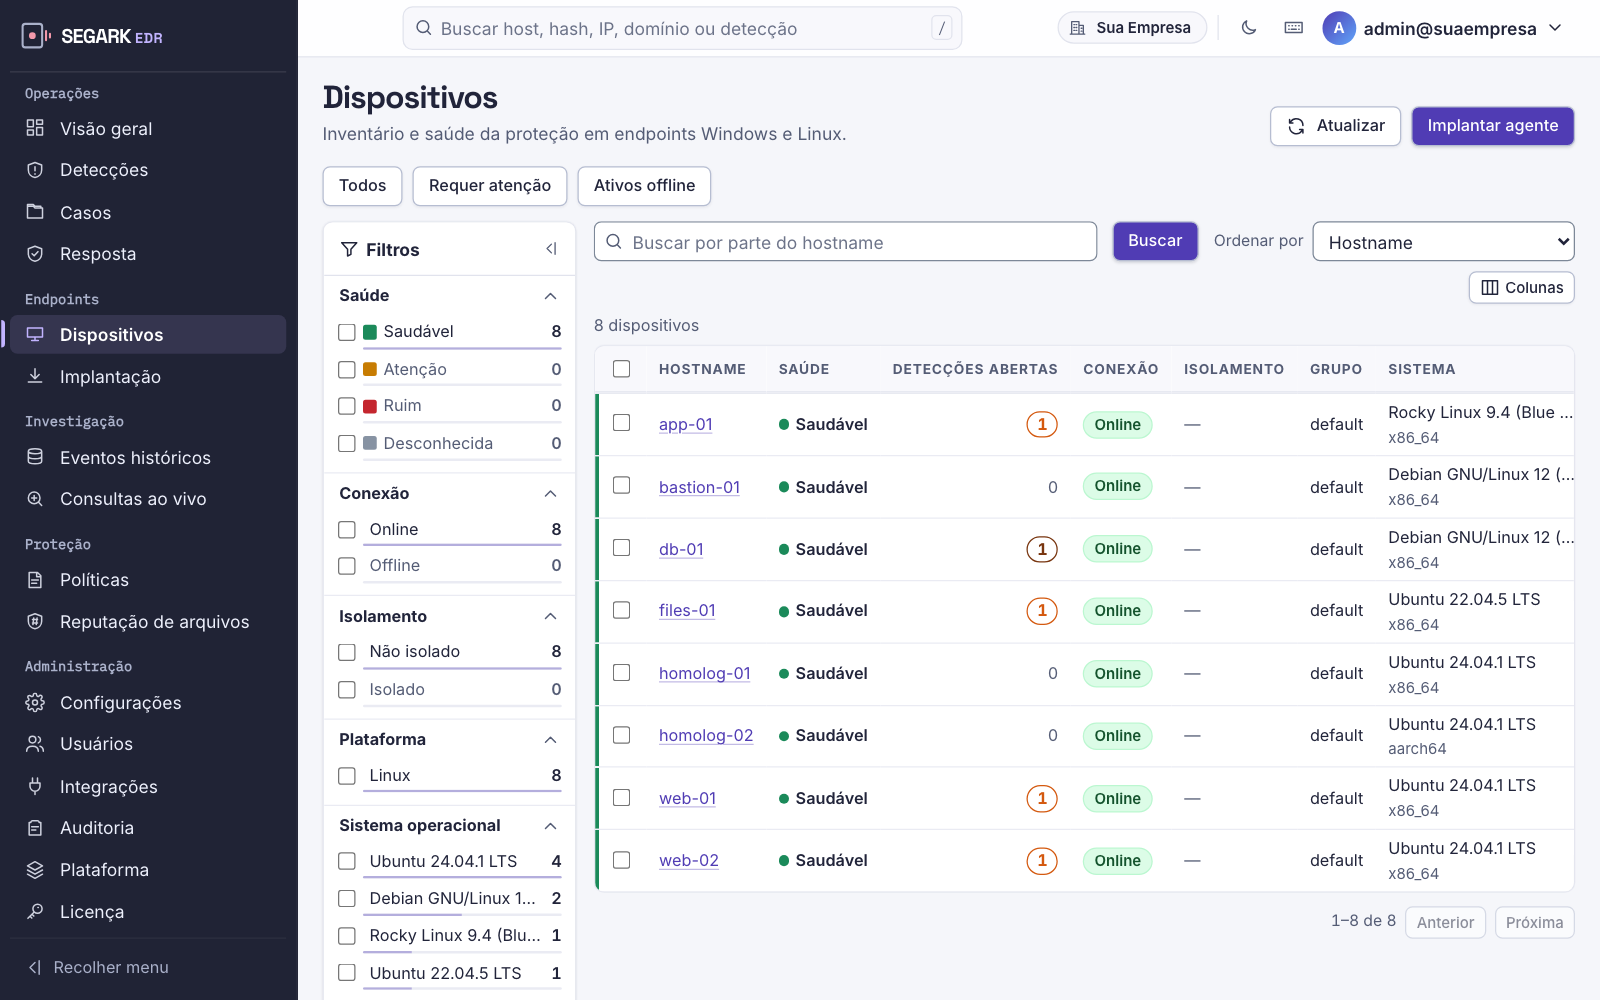 SEGARK EDR
Buscar host, hash, IP, domínio ou detecção
/
Sua Empresa
A
admin@suaempresa
Operações
Visão geral
Detecções
Casos
Resposta
Endpoints
Dispositivos
Implantação
Investigação
Eventos históricos
Consultas ao vivo
Proteção
Políticas
Reputação de arquivos
Administração
Configurações
Usuários
Integrações
Auditoria
Plataforma
Licença
Recolher menu
Dispositivos
Inventário e saúde da proteção em endpoints Windows e Linux.
Atualizar
Implantar agente
Todos
Requer atenção
Ativos offline
Filtros
Saúde
Saudável 8
Atenção 0
Ruim 0
Desconhecida 0
Conexão
Online 8
Offline 0
Isolamento
Não isolado 8
Isolado 0
Plataforma
Linux 8
Sistema operacional
Ubuntu 24.04.1 LTS 4
Debian GNU/Linux 1... 2
Rocky Linux 9.4 (Blu... 1
Ubuntu 22.04.5 LTS 1
Buscar por parte do hostname
Buscar
Ordenar por
Hostname
Colunas
8 dispositivos
HOSTNAME SAÚDE DETECÇÕES ABERTAS CONEXÃO ISOLAMENTO GRUPO SISTEMA
app-01 Saudável 1 Online — default Rocky Linux 9.4 (Blue ...
x86_64
bastion-01 Saudável 0 Online — default Debian GNU/Linux 12 (...
x86_64
db-01 Saudável 1 Online — default Debian GNU/Linux 12 (...
x86_64
files-01 Saudável 1 Online — default Ubuntu 22.04.5 LTS
x86_64
homolog-01 Saudável 0 Online — default Ubuntu 24.04.1 LTS
x86_64
homolog-02 Saudável 0 Online — default Ubuntu 24.04.1 LTS
aarch64
web-01 Saudável 1 Online — default Ubuntu 24.04.1 LTS
x86_64
web-02 Saudável 1 Online — default Ubuntu 24.04.1 LTS
x86_64
1–8 de 8
Anterior
Próxima